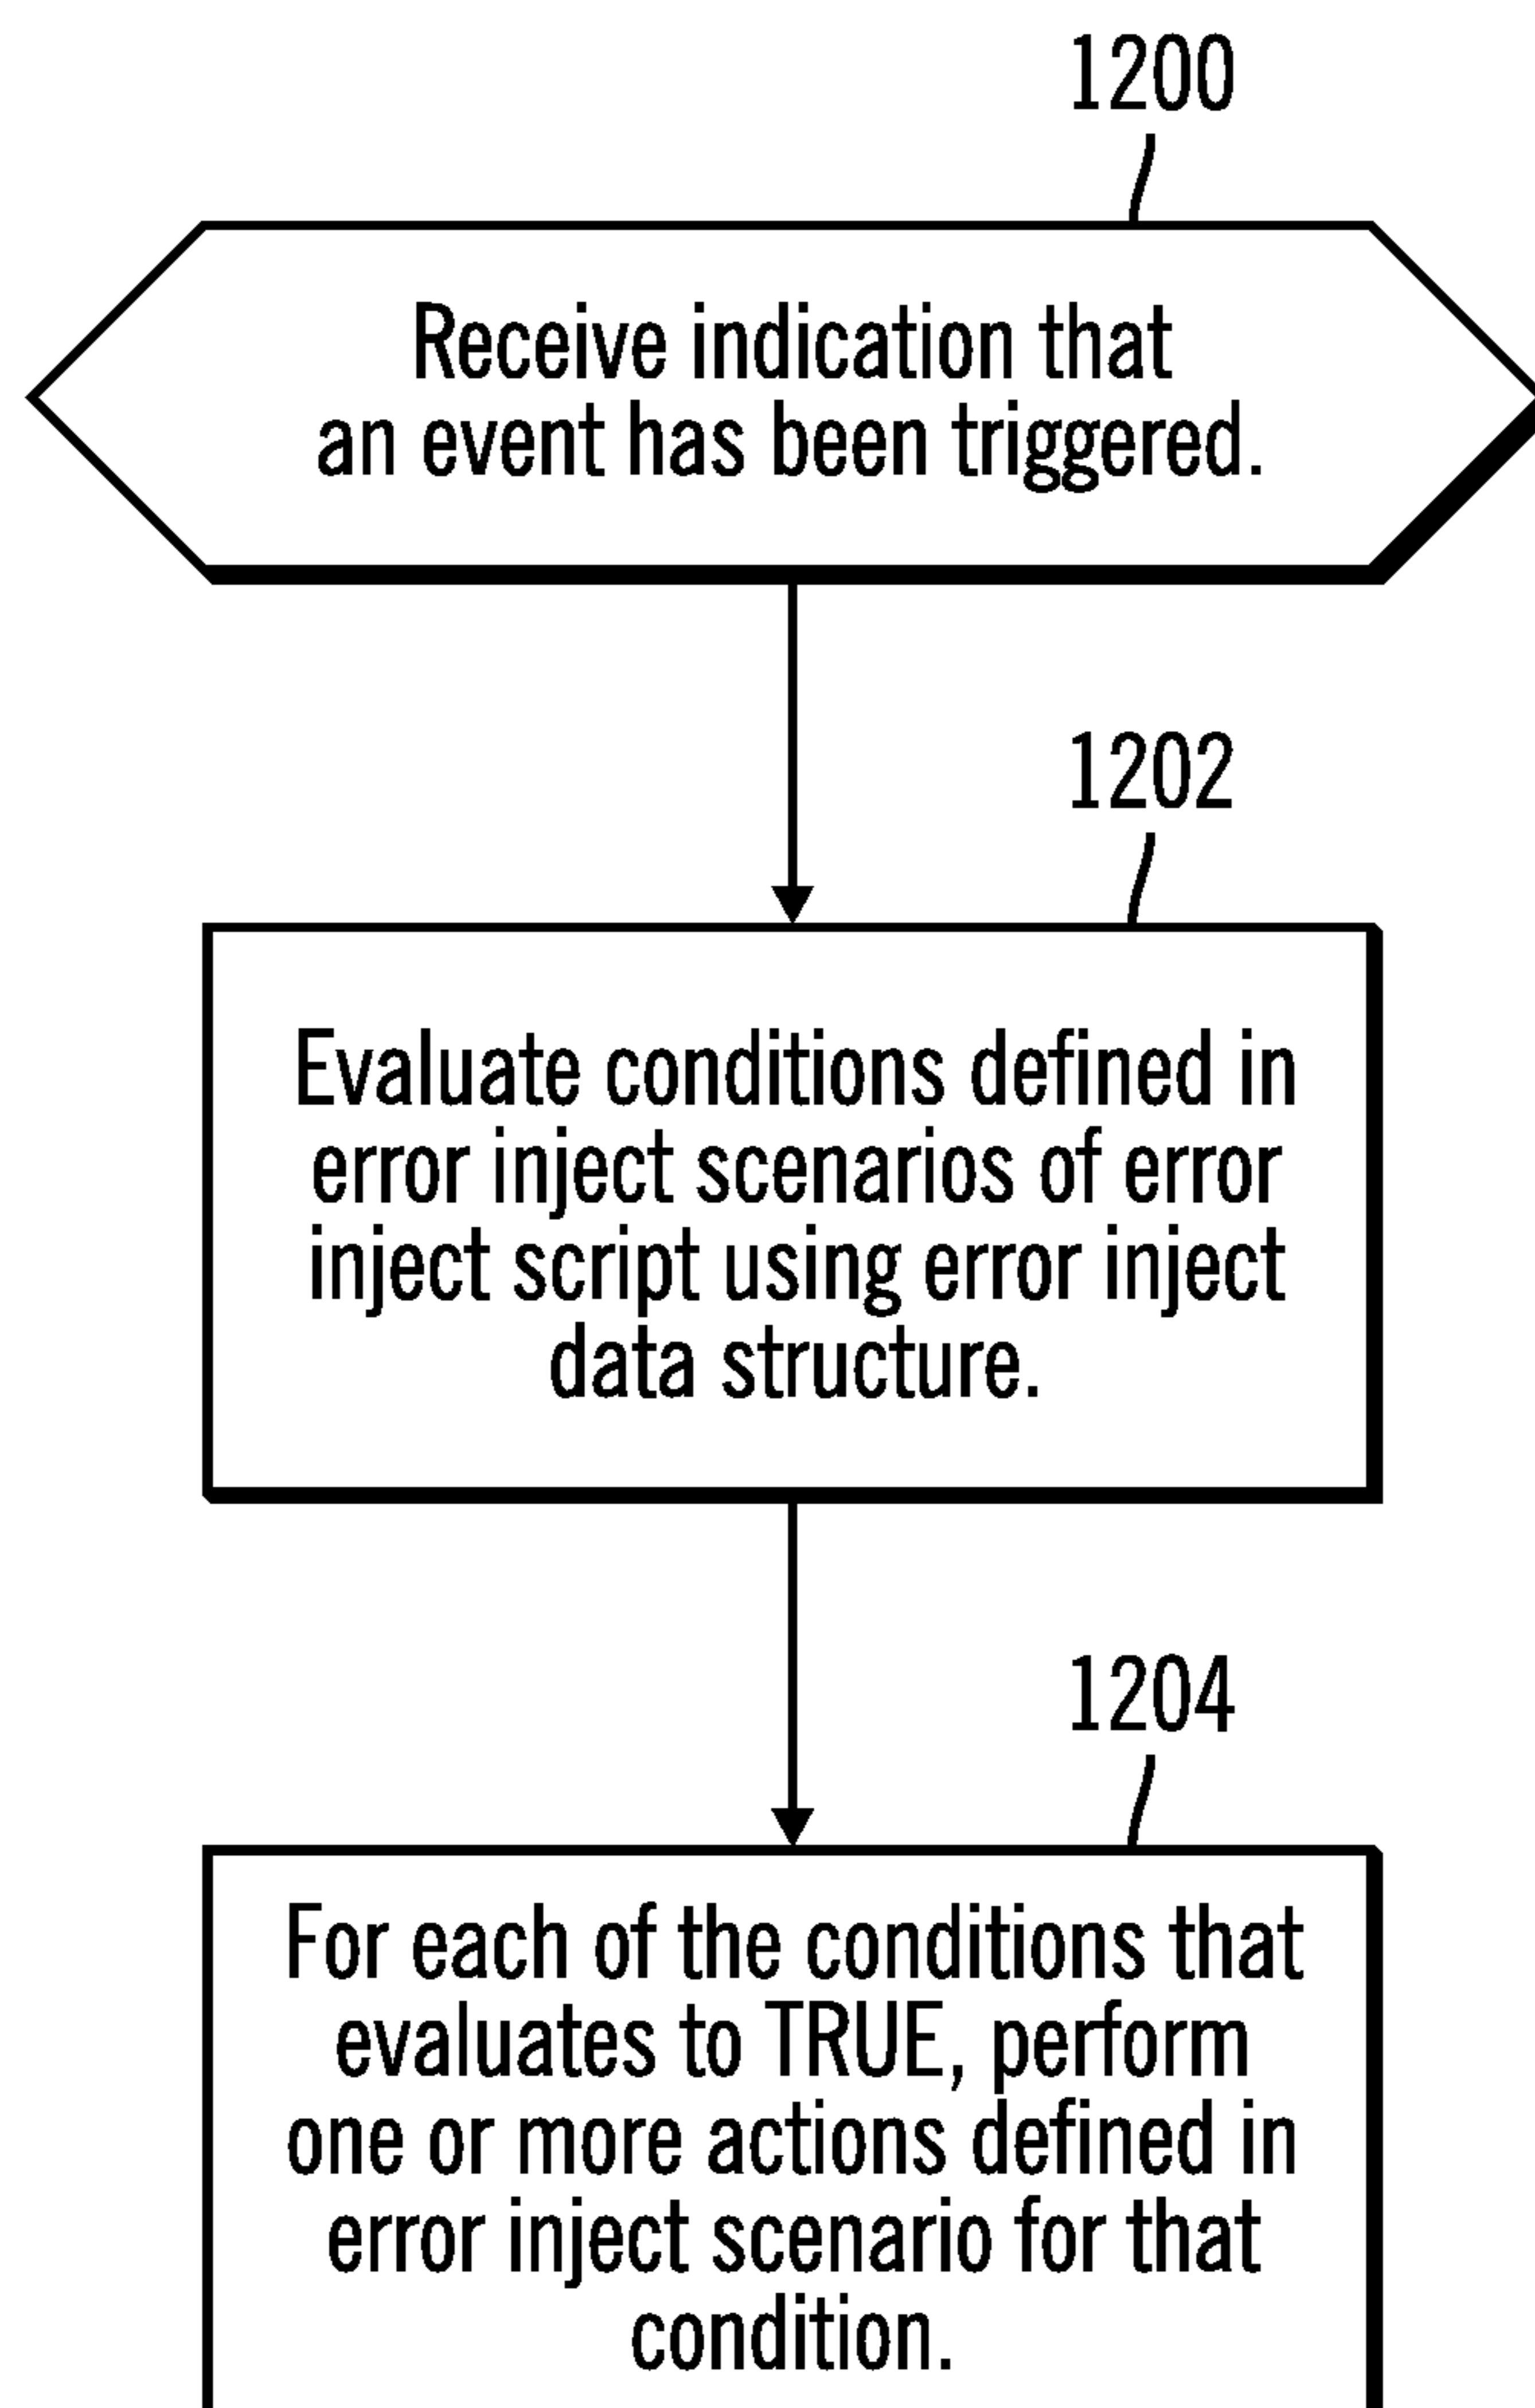 1200
Receive indication that
an event has been triggered.
1202
Evaluate conditions defined in
error inject scenarios of error
inject script using error inject
data structure.
1204
For each of the conditions that
evaluates to TRUE, perform
one or more actions defined in
error inject scenario for that
condition.